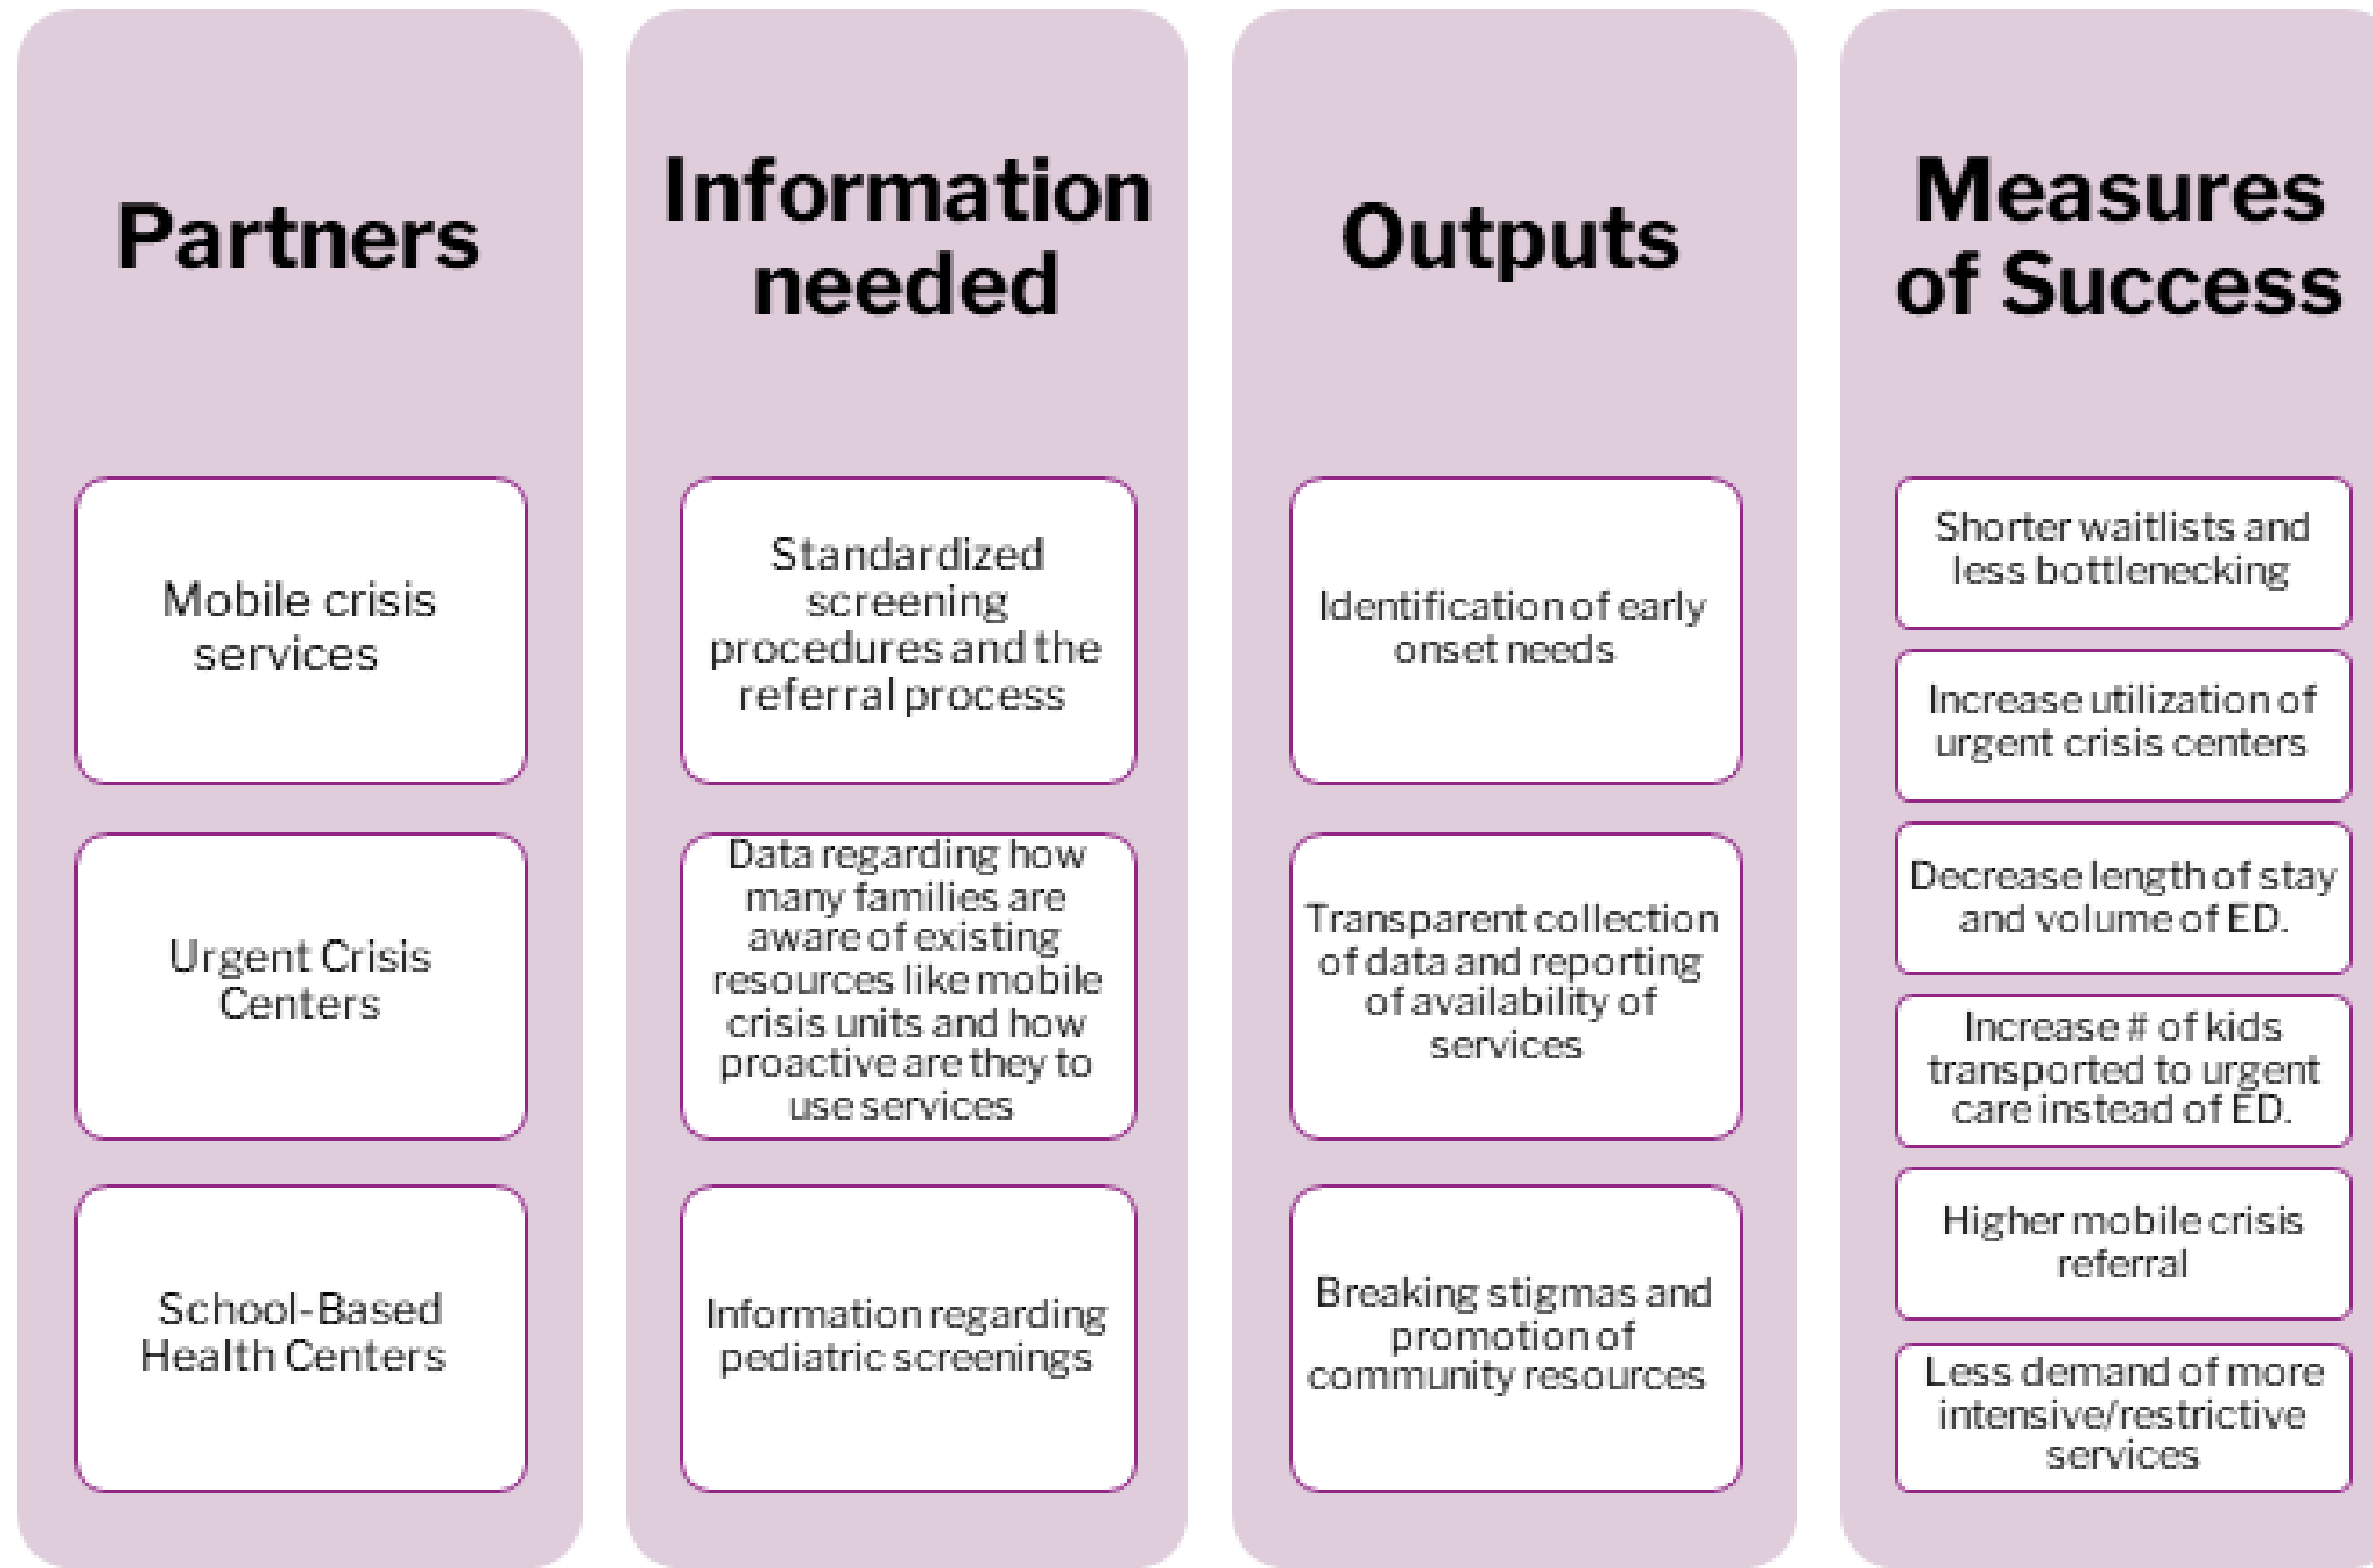 Partners
Mobile crisis
services
Urgent Crisis
Centers
School-Based
Health Centers
Information
needed
Standardized
screening
procedures and the
referral process
Data regarding how
many families are
aware of existing
resources like mobile
crisis units and how
proactive are they to
use services
Information regarding
pediatric screenings
Outputs
Identification of early
onset needs
Transparent collection
of data and reporting
of availability of
services
Breaking stigmas and
promotion of
community resources
Measures
of Success
Shorter waitlists and
less bottlenecking
Increase utilization of
urgent crisis centers
Decrease length of stay
and volume of ED.
Increase # of kids
transported to urgent
care instead of ED.
Higher mobile crisis
referral
Less demand of more
intensive/restrictive
services